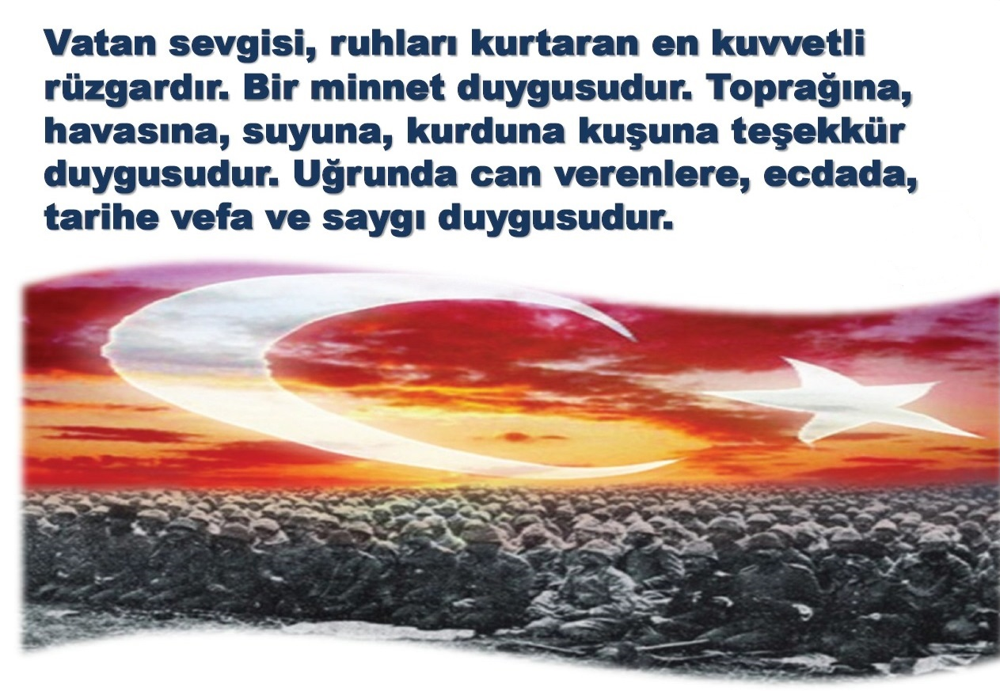 Vatan sevgisi, ruhları kurtaran en kuvvetli
rüzgardır. Bir minnet duygusudur. Toprağına,
havasına, suyuna, kurduna kuşuna teşekkür
duygusudur. Uğrunda can verenlere, ecdada,
tarihe vefa ve saygı duygusudur.